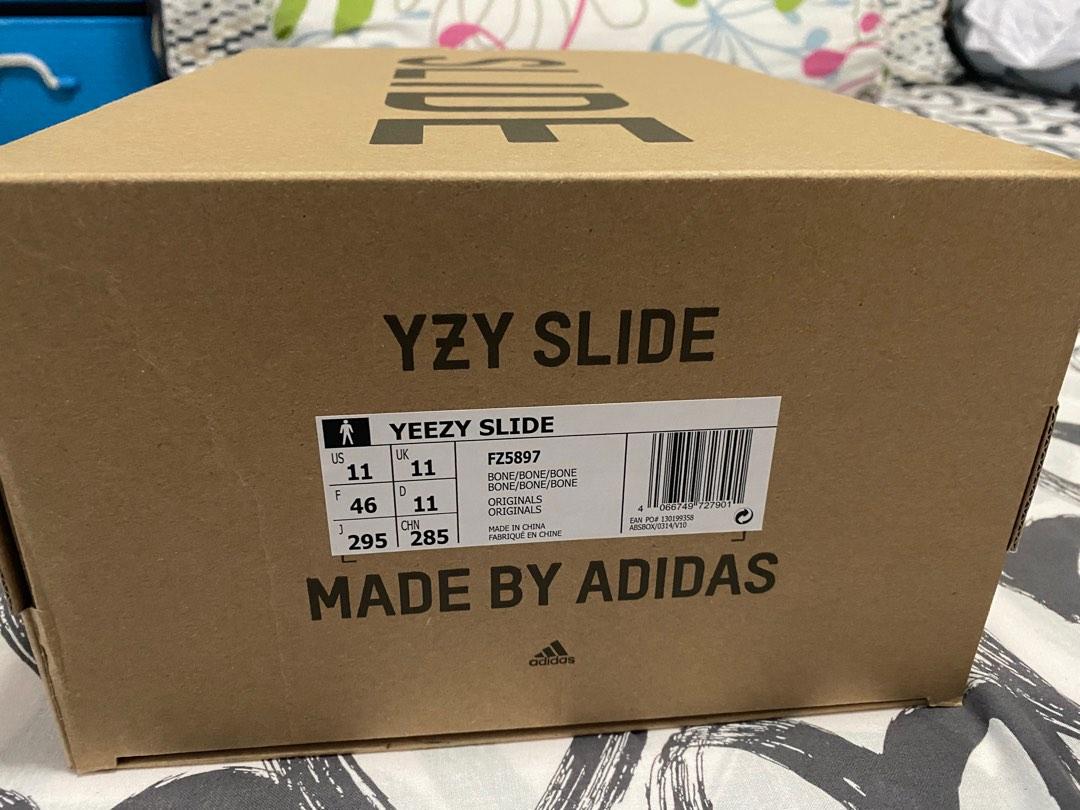 SLIDE
YZY SLIDE
YEEZY SLIDE
US 11 UK 11
F 46 D 11
J 295 CHN 285
FZ5897
BONE/BONE/BONE
BONE/BONE/BONE
ORIGINALS
ORIGINALS
MADE IN CHINA
FABRIQUÉ EN CHINE
4 066749 727901
EAN PO# 130199358
ABSBOX/0314/V10
MADE BY ADIDAS
adidas